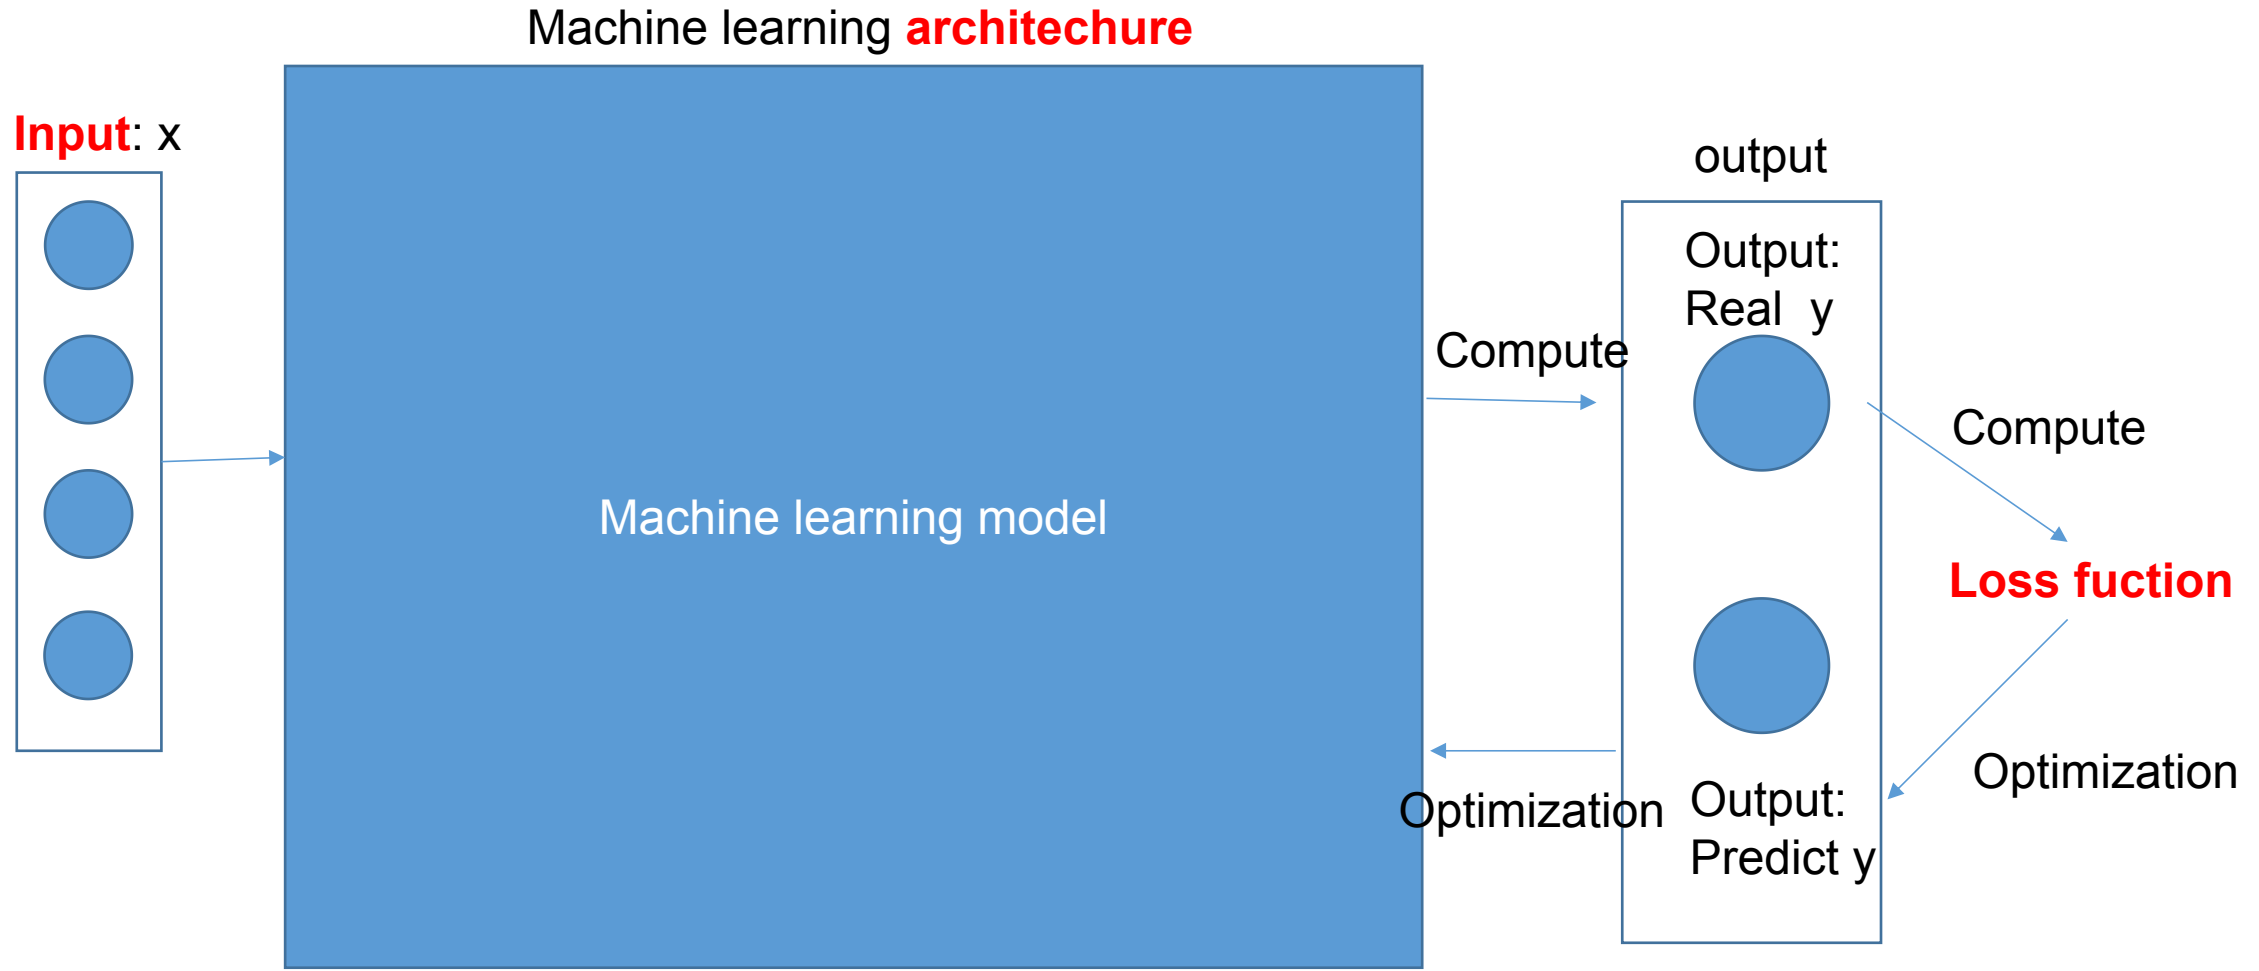 Machine learning architechure
Input: x
output
Output:
Real y
Compute
Compute
Machine learning model
Loss fuction
Optimization
Optimization
Output:
Predict y